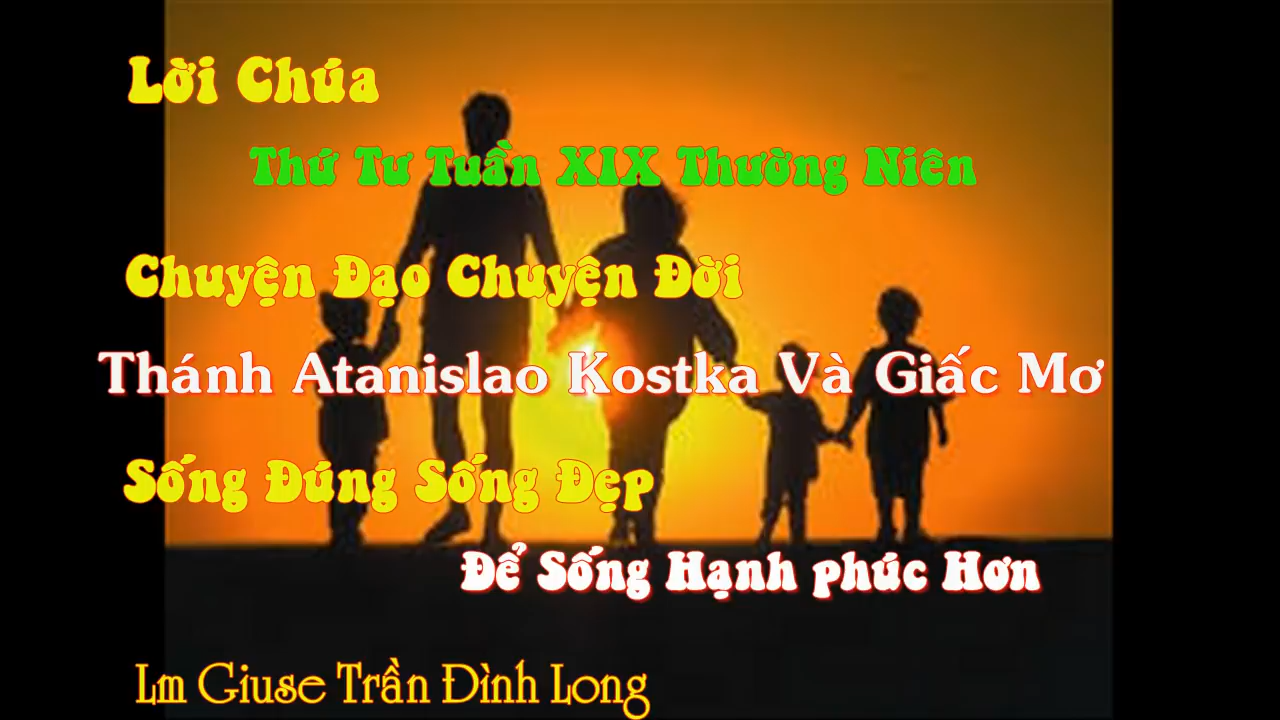 Lời Chúa
Thứ Tư Tuần XIX Thường Niên
Chuyện Đạo Chuyện Đời
Thánh Atanislao Kostka Và Giấc Mơ
Sống Đúng Sống Đẹp
Để Sống Hạnh phúc Hơn
Lm Giuse Trần Đình Long